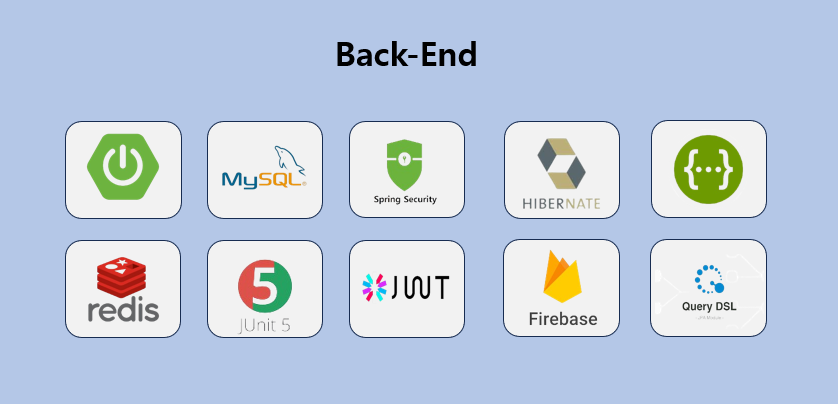 Back-End
MySQL®
Spring Security
HIBERNATE
{...}
redis
5
JUnit 5
JWT
Firebase
Query DSL